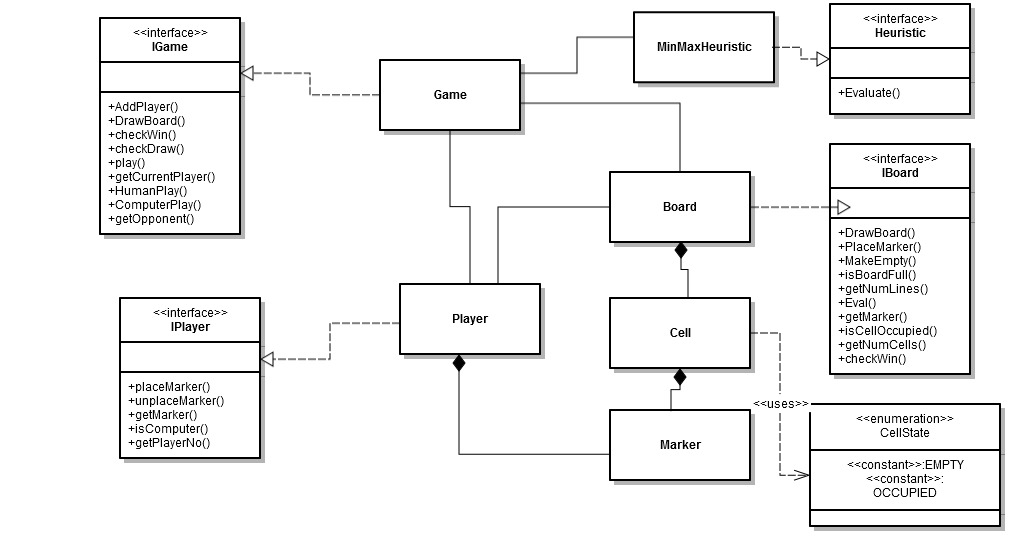 <<interface>>
IGame
+AddPlayer()
+DrawBoard()
+checkWin()
+checkDraw()
+play()
+getCurrentPlayer()
+HumanPlay()
+ComputerPlay()
+getOpponent()
Game
MinMaxHeuristic
<<interface>>
Heuristic
+Evaluate()
<<interface>>
IBoard
+DrawBoard()
+PlaceMarker()
+MakeEmpty()
+isBoardFull()
+getNumLines()
+Eval()
+getMarker()
+isCellOccupied()
+getNumCells()
+checkWin()
Board
<<interface>>
IPlayer
+placeMarker()
+unplaceMarker()
+getMarker()
+isComputer()
+getPlayerNo()
Player
Cell
Marker
<<uses>>
<<enumeration>>
CellState
<<constant>>:EMPTY
<<constant>>:
OCCUPIED